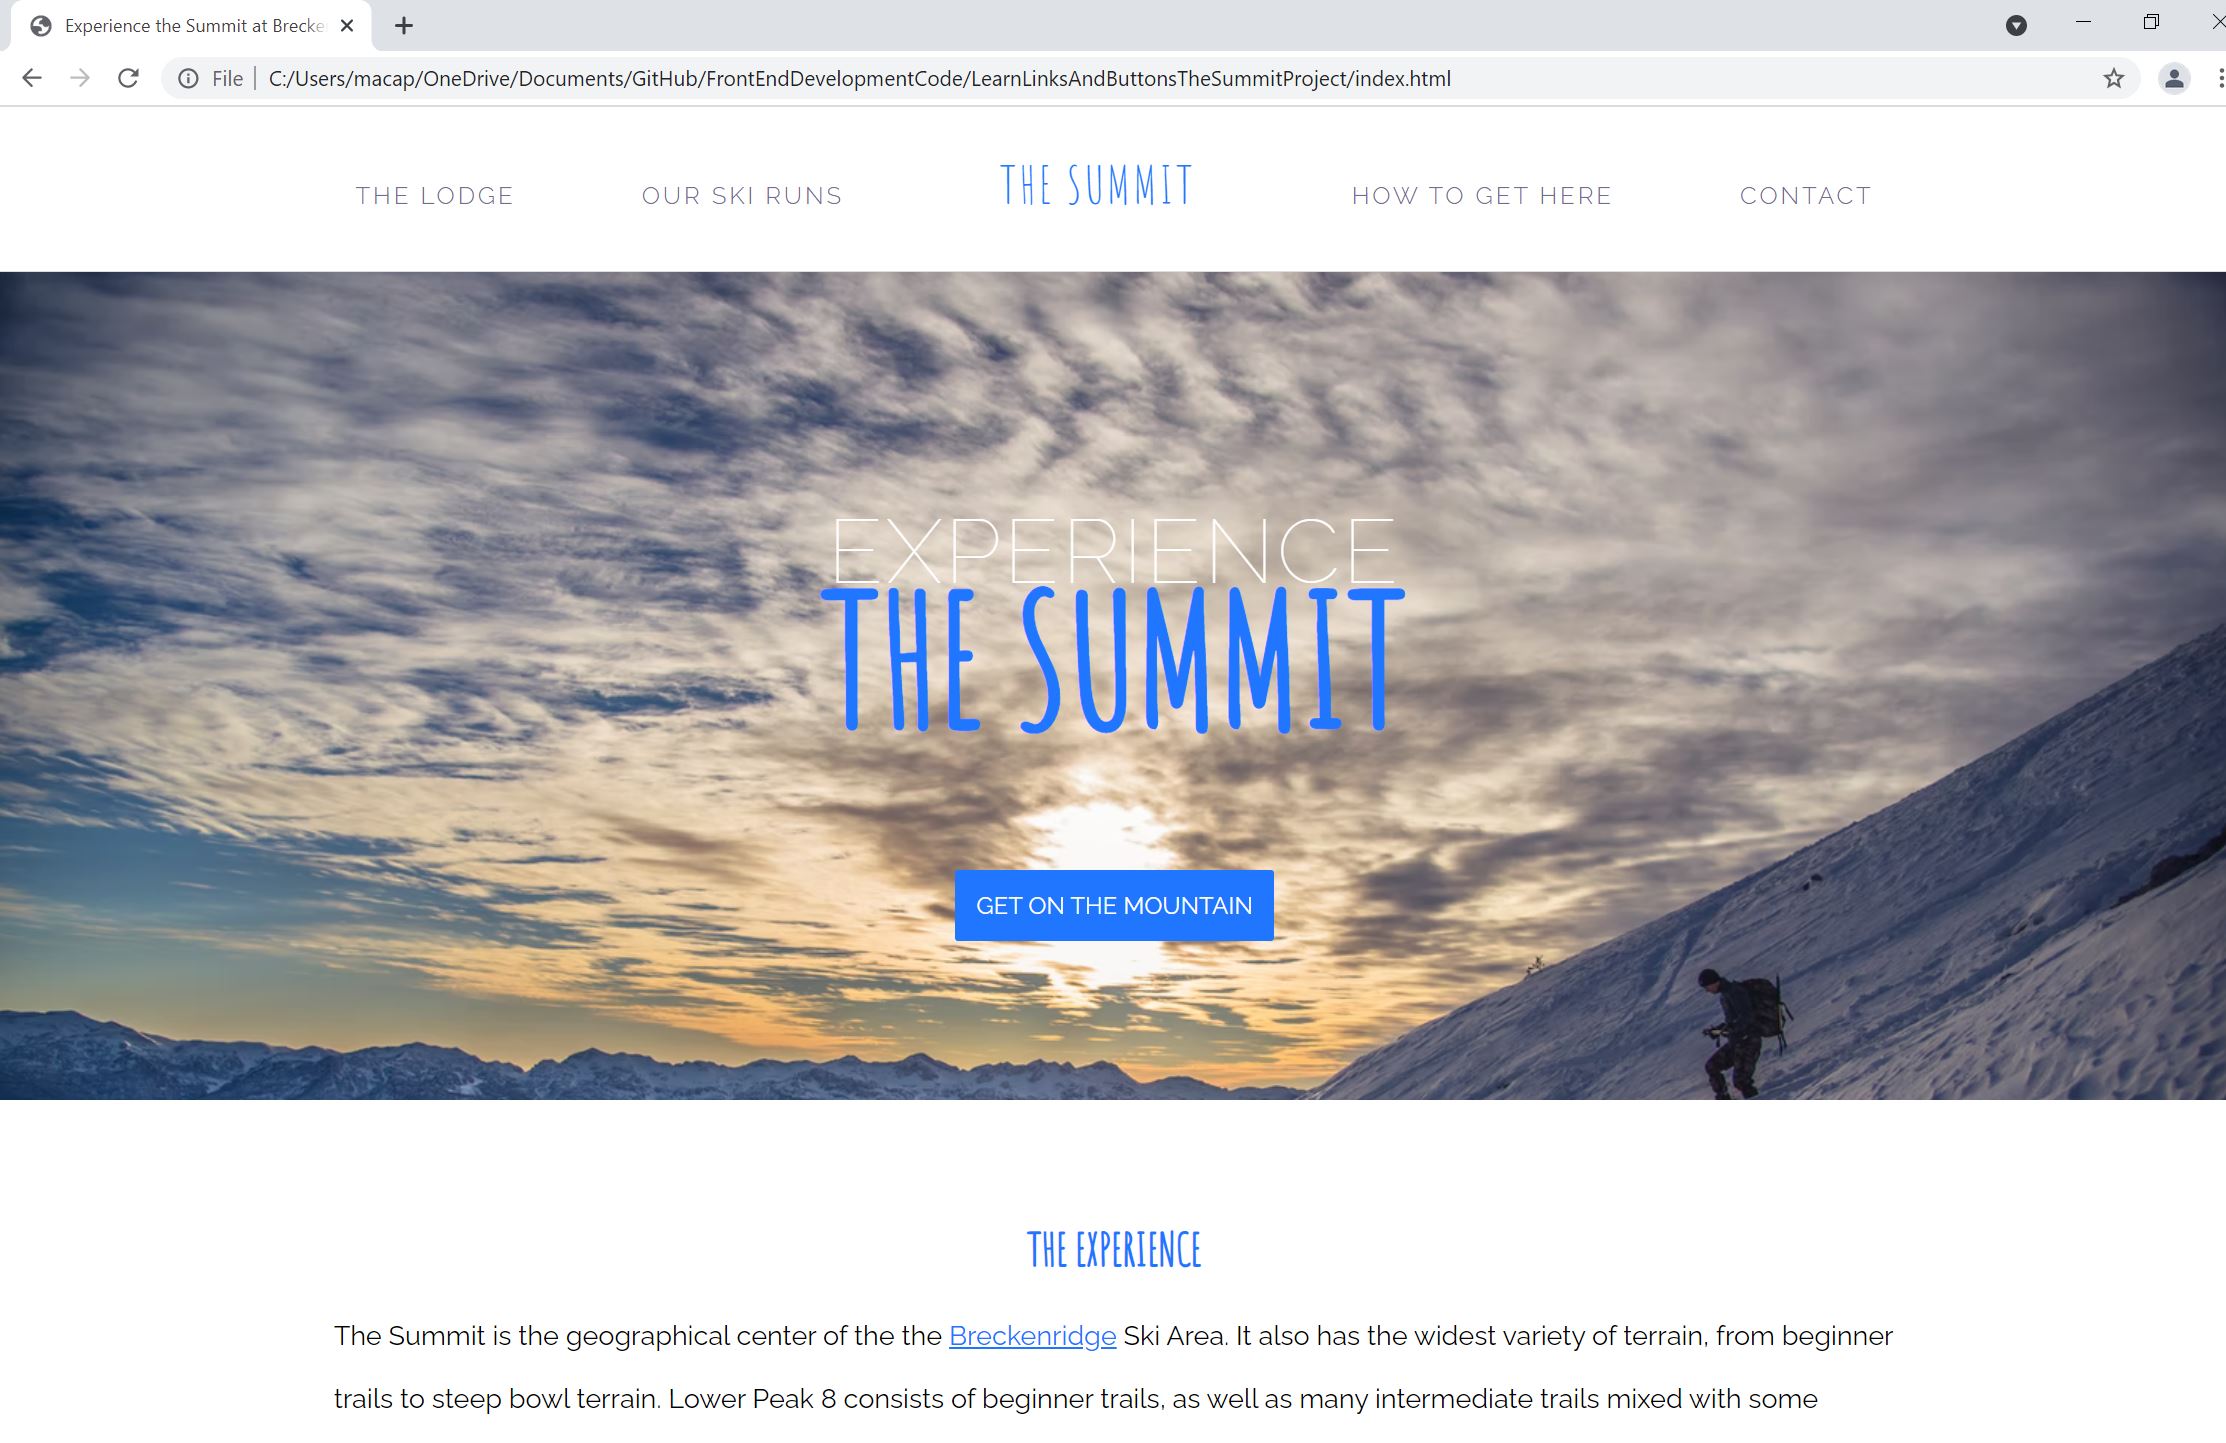 Experience the Summit at Brecke
File C:/Users/macap/OneDrive/Documents/GitHub/FrontEndDevelopmentCode/LearnLinksAndButtonsTheSummitProject/index.html
THE LODGE OUR SKI RUNS THE SUMMIT HOW TO GET HERE CONTACT
EXPERIENCE
THE SUMMIT
GET ON THE MOUNTAIN
THE EXPERIENCE
The Summit is the geographical center of the the Breckenridge Ski Area. It also has the widest variety of terrain, from beginner
trails to steep bowl terrain. Lower Peak 8 consists of beginner trails, as well as many intermediate trails mixed with some